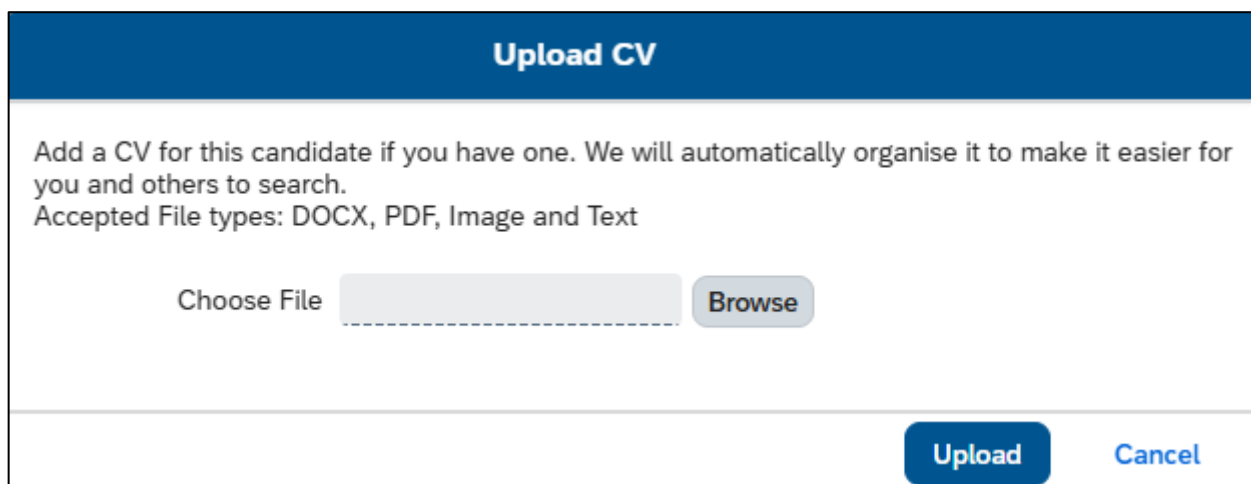 Upload CV
Add a CV for this candidate if you have one. We will automatically organise it to make it easier for
you and others to search.
Accepted File types: DOCX, PDF, Image and Text
Choose File Browse
Upload Cancel